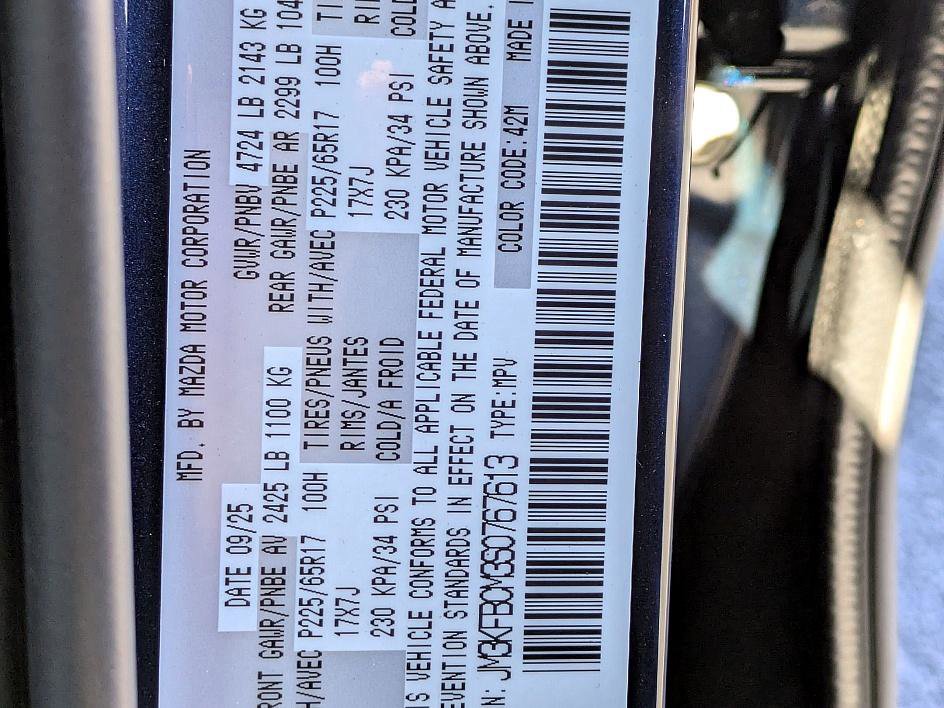 MFD. BY MAZDA MOTOR CORPORATION
DATE 09/25 GVWR/PNBV 4724 LB 2143 KG
RONT GAWR/PNBE AV 2425 LB 1100 KG REAR GAWR/PNBE AR 2299 LB 104
H/AVEC P225/65R17 100H TIRES/PNEUS WITH/AVEC P225/65R17 100H TI
17X7J RIMS/JANTES 17X7J RI
230 KPA/34 PSI COLD/A FROID 230 KPA/34 PSI COL
IS VEHICLE CONFORMS TO ALL APPLICABLE FEDERAL MOTOR VEHICLE SAFETY A
EVENTION STANDARDS IN EFFECT ON THE DATE OF MANUFACTURE SHOWN ABOVE.
N: JM3KFBCM3S0767613 TYPE:MPV COLOR CODE:42M MADE I